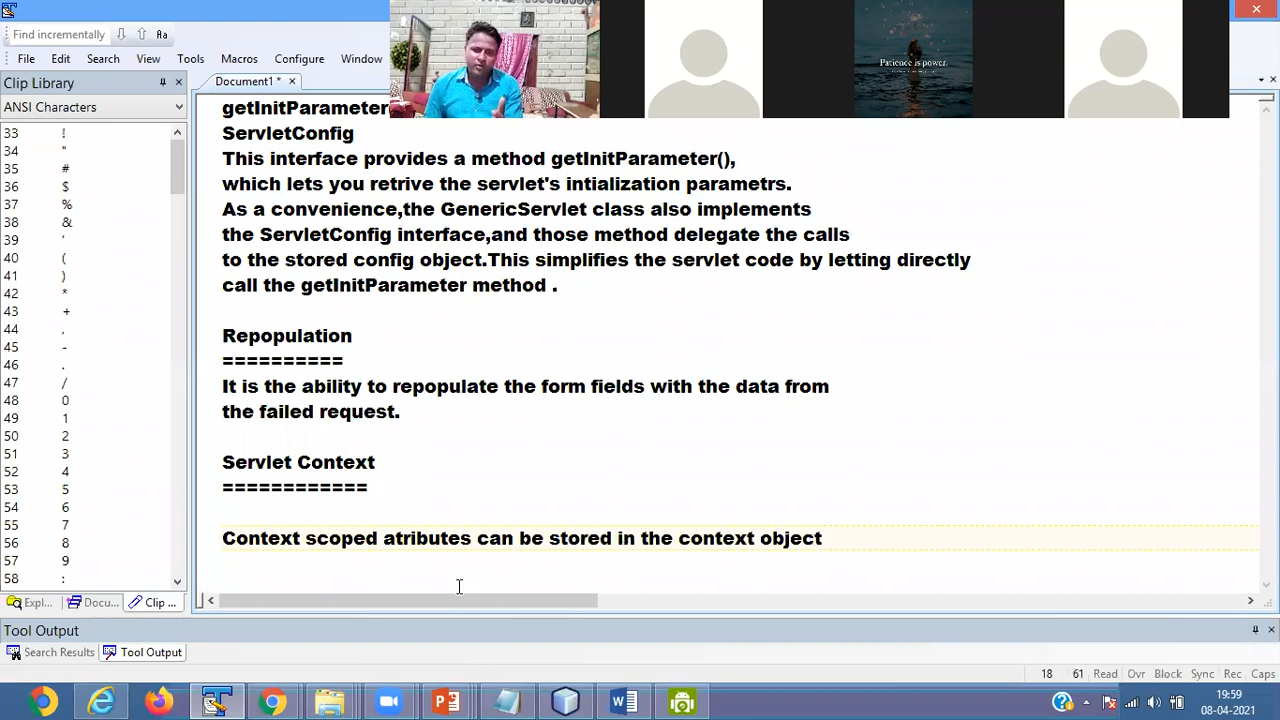 Find incrementally
File Edit Search View Tools Macros Configure Window
Patience is power.
Clip Library
Document1 *
ANSI Characters
33 !
34 "
35 #
36 $
37 %
38 &
39 '
40 (
41 )
42 *
43 +
44 ,
45 -
46 .
47 /
48 0
49 1
50 2
51 3
52 4
53 5
54 6
55 7
56 8
57 9
58 :
getInitParameter
ServletConfig
This interface provides a method getInitParameter(),
which lets you retrive the servlet's intialization parametrs.
As a convenience,the GenericServlet class also implements
the ServletConfig interface,and those method delegate the calls
to the stored config object.This simplifies the servlet code by letting directly
call the getInitParameter method .
Repopulation
==========
It is the ability to repopulate the form fields with the data from
the failed request.
Servlet Context
============
Context scoped atributes can be stored in the context object
Expl... Docu... Clip ...
Tool Output
Search Results Tool Output
18 61 Read Ovr Block Sync Rec Caps
19:59
08-04-2021